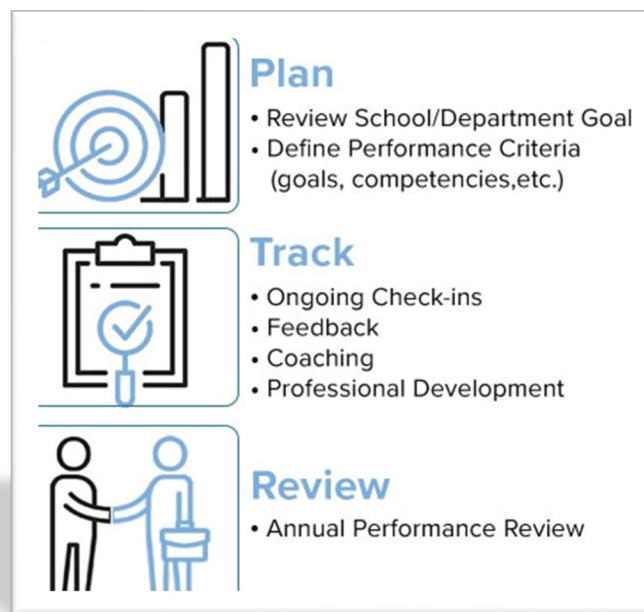 Plan
• Review School/Department Goal
• Define Performance Criteria
(goals, competencies,etc.)
Track
• Ongoing Check-ins
• Feedback
• Coaching
• Professional Development
Review
• Annual Performance Review